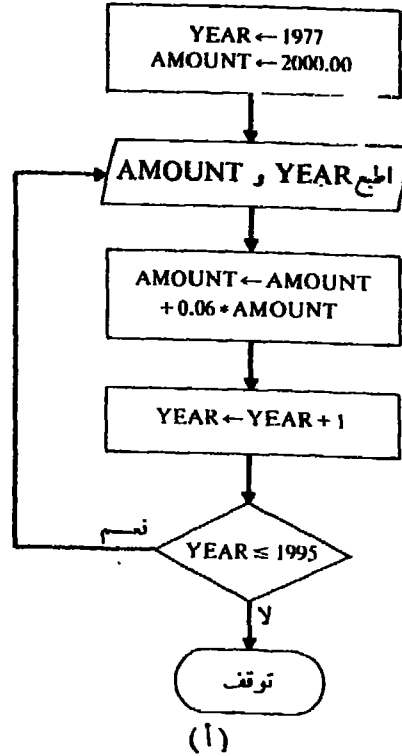 YEAR ← 1977
AMOUNT ← 2000.00
اطبع YEAR و AMOUNT
AMOUNT ← AMOUNT
+ 0.06 * AMOUNT
YEAR ← YEAR + 1
نعم
YEAR ≤ 1995
لا
توقف
(أ)